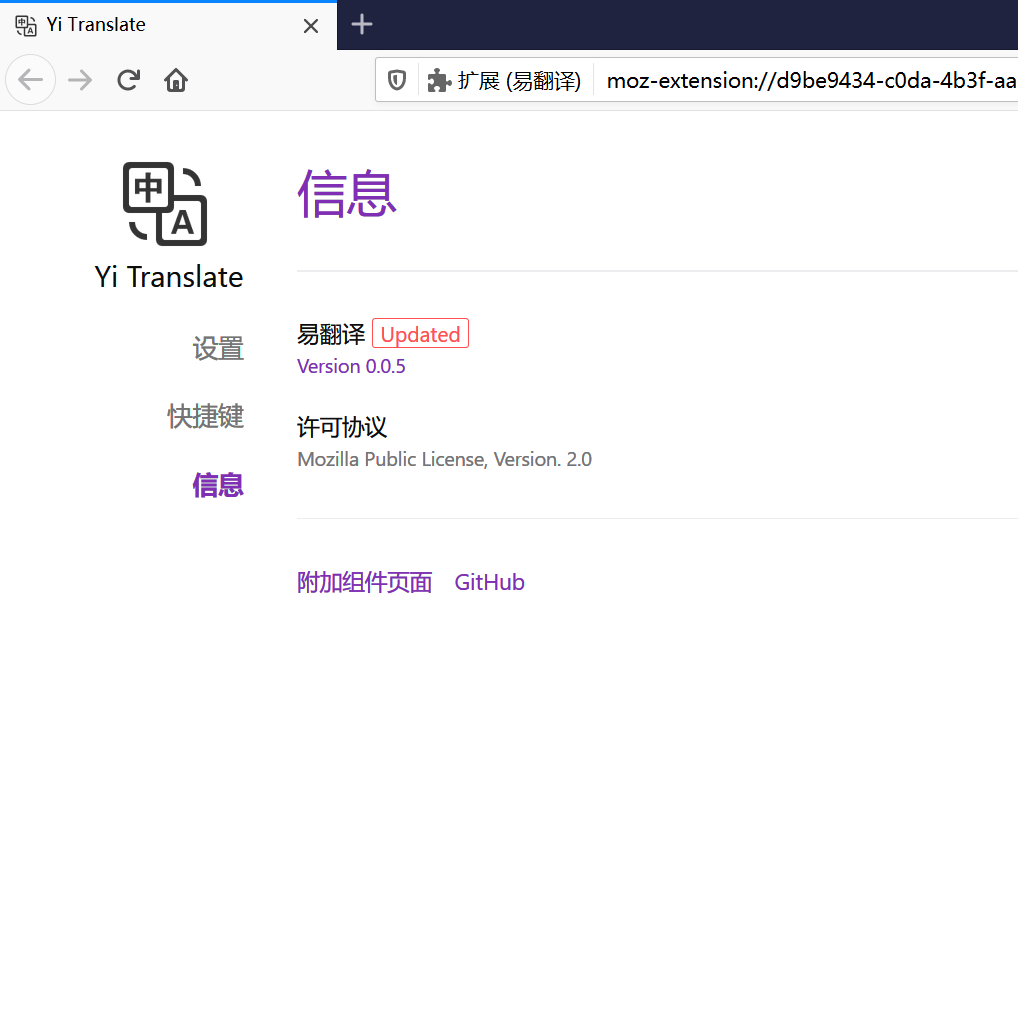 Yi Translate
扩展 (易翻译) moz-extension://d9be9434-c0da-4b3f-aa
中
A
Yi Translate
设置
快捷键
信息
信息
易翻译 Updated
Version 0.0.5
许可协议
Mozilla Public License, Version. 2.0
附加组件页面 GitHub